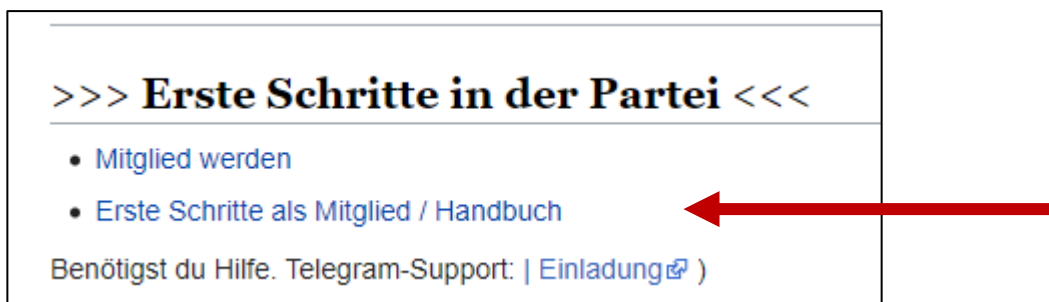 >>> Erste Schritte in der Partei <<<
• Mitglied werden
• Erste Schritte als Mitglied / Handbuch
Benötigst du Hilfe. Telegram-Support: | Einladung )